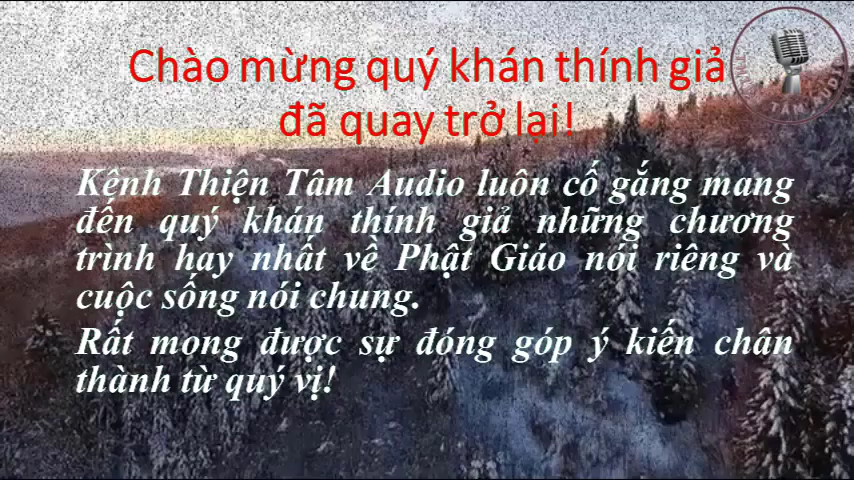 Chào mừng quý khán thính giả
đã quay trở lại!
Kênh Thiện Tâm Audio luôn cố gắng mang
đến quý khán thính giả những chương
trình hay nhất về Phật Giáo nói riêng và
cuộc sống nói chung.
Rất mong được sự đóng góp ý kiến chân
thành từ quý vị!
TÂM AUDIO